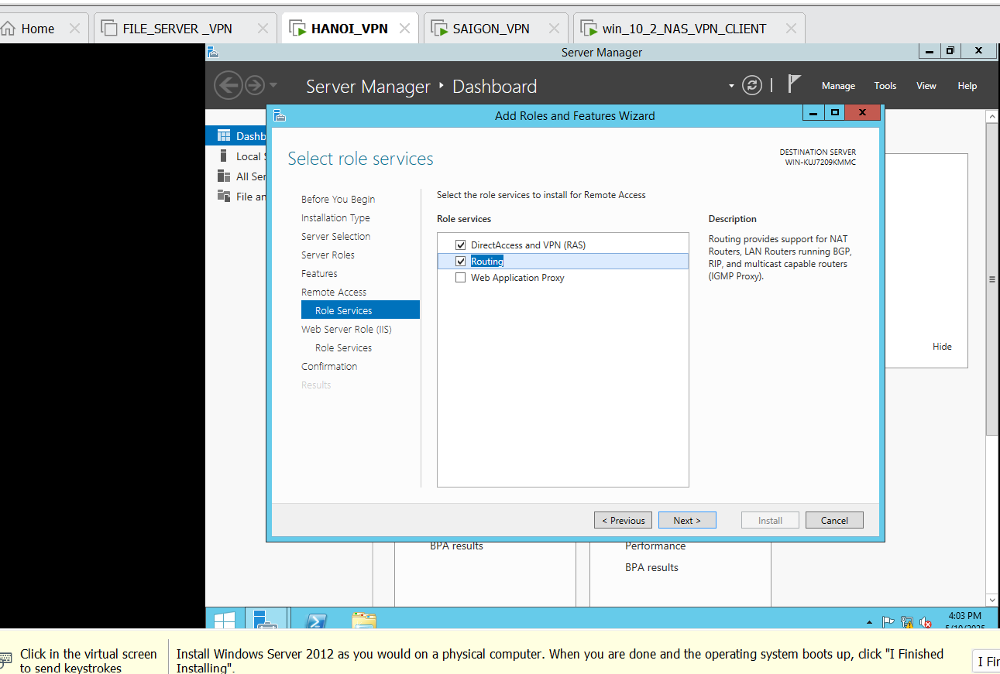 Home
FILE_SERVER _VPN
HANOI_VPN
SAIGON_VPN
win_10_2_NAS_VPN_CLIENT
Server Manager
Server Manager ‣ Dashboard
Manage
Tools
View
Help
Add Roles and Features Wizard
Dashb
Local S
All Ser
File an
Select role services
DESTINATION SERVER
WIN-KUJ7209KMMC
Before You Begin
Installation Type
Server Selection
Server Roles
Features
Remote Access
Role Services
Web Server Role (IIS)
Role Services
Confirmation
Results
Select the role services to install for Remote Access
Role services
DirectAccess and VPN (RAS)
Routing
Web Application Proxy
Description
Routing provides support for NAT
Routers, LAN Routers running BGP,
RIP, and multicast capable routers
(IGMP Proxy).
Hide
< Previous
Next >
Install
Cancel
BPA results
Performance
BPA results
4:03 PM
5/10/2025
Click in the virtual screen
to send keystrokes
Install Windows Server 2012 as you would on a physical computer. When you are done and the operating system boots up, click "I Finished
Installing".
I Fin